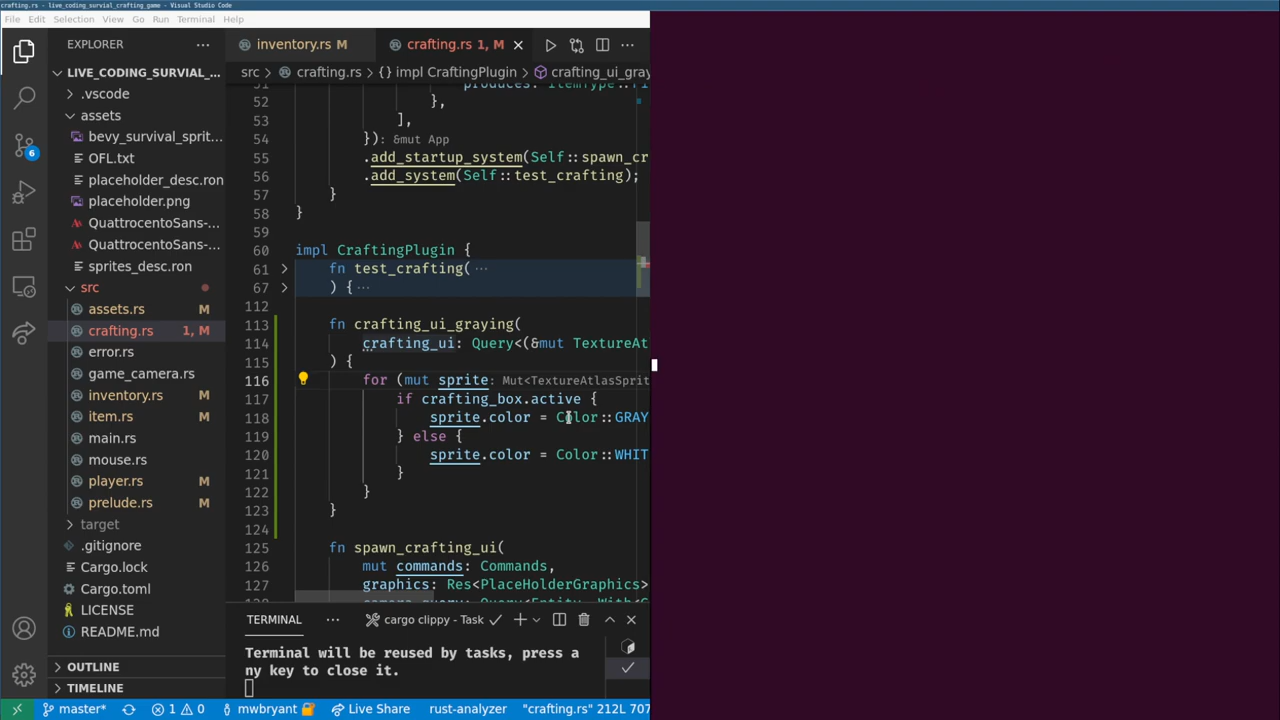 crafting.rs - live_coding_survial_crafting_game - Visual Studio Code
File Edit Selection View Go Run Terminal Help
EXPLORER
inventory.rs M
crafting.rs 1, M
LIVE_CODING_SURVIAL_...
src > crafting.rs > {} impl CraftingPlugin > crafting_ui_gray
.vscode
assets
bevy_survival_sprit...
OFL.txt
placeholder_desc.ron
placeholder.png
QuattrocentoSans-...
QuattrocentoSans-...
sprites_desc.ron
src
assets.rs M
crafting.rs 1, M
error.rs
game_camera.rs
inventory.rs M
item.rs M
main.rs
mouse.rs
player.rs M
prelude.rs M
target
.gitignore
Cargo.lock
Cargo.toml
LICENSE
README.md
OUTLINE
TIMELINE
52 },
53 ],
54 }): &mut App
55 .add_startup_system(Self::spawn_cr
56 .add_system(Self::test_crafting);
57 }
58 }
59
60 impl CraftingPlugin {
61 fn test_crafting( ...
67 ) { ...
112
113 fn crafting_ui_graying(
114 crafting_ui: Query<(&mut TextureAt
115 ) {
116 for (mut sprite: Mut<TextureAtlasSprit
117 if crafting_box.active {
118 sprite.color = Color::GRAY
119 } else {
120 sprite.color = Color::WHIT
121 }
122 }
123 }
124
125 fn spawn_crafting_ui(
126 mut commands: Commands,
127 graphics: Res<PlaceHolderGraphics>
TERMINAL ... cargo clippy - Task
Terminal will be reused by tasks, press a
ny key to close it.
6
master* 1 0 mwbryant Live Share rust-analyzer "crafting.rs" 212L 707